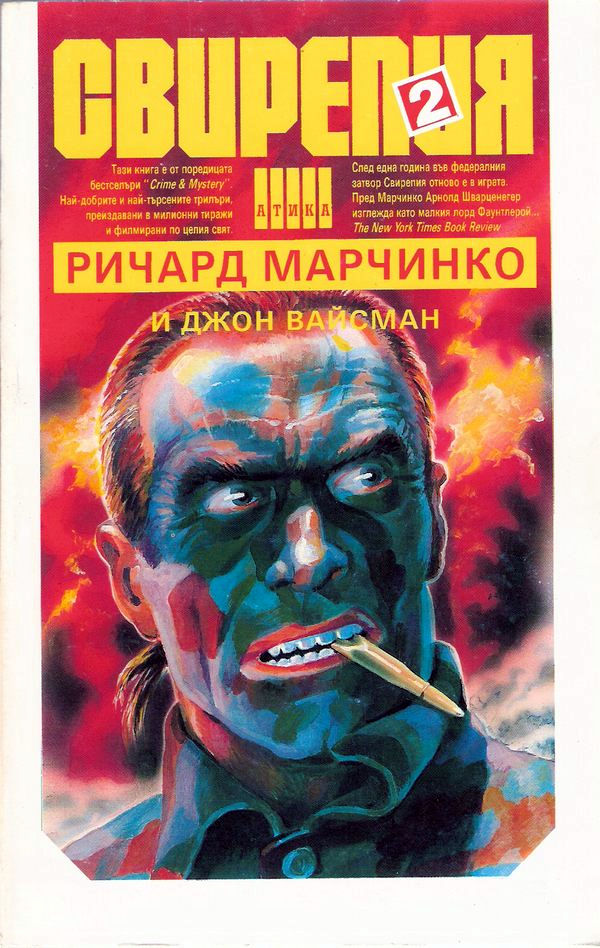 СВИРЕПИЯ
2
Тази книга е от поредицата
бестселъри "Crime & Mystery"
Най-добрите и най-търсените трилъри,
преиздавани в милионни тиражи
и филмирани по целия свят.
АТИКА
След една година във федералния
затвор Свирепия отново е в играта.
Пред Марчинко Арнолд Шварценегер
изглежда като малкия лорд Фаунтлерой...
The New York Times Book Review
РИЧАРД МАРЧИНКО
И ДЖОН ВАЙСМАН